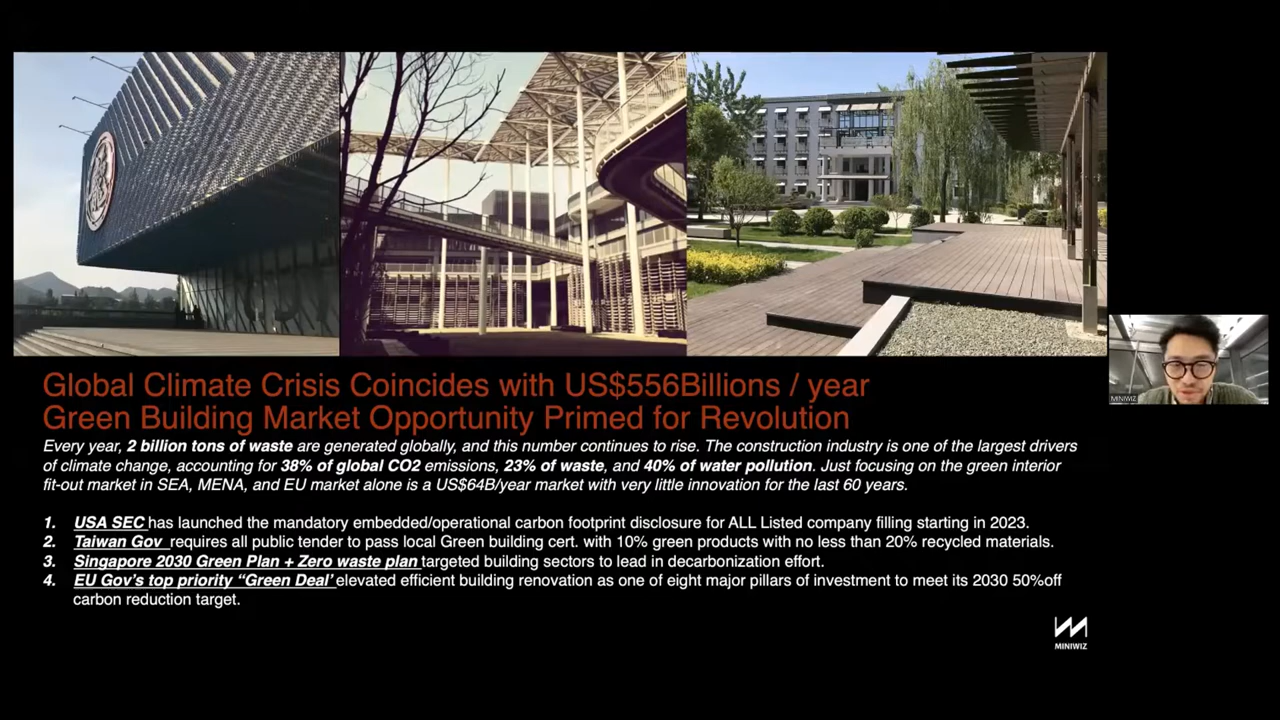 Global Climate Crisis Coincides with US$556Billions / year
Green Building Market Opportunity Primed for Revolution
Every year, 2 billion tons of waste are generated globally, and this number continues to rise. The construction industry is one of the largest drivers
of climate change, accounting for 38% of global CO2 emissions, 23% of waste, and 40% of water pollution. Just focusing on the green interior
fit-out market in SEA, MENA, and EU market alone is a US$64B/year market with very little innovation for the last 60 years.
1. USA SEC has launched the mandatory embedded/operational carbon footprint disclosure for ALL Listed company filling starting in 2023.
2. Taiwan Gov requires all public tender to pass local Green building cert. with 10% green products with no less than 20% recycled materials.
3. Singapore 2030 Green Plan + Zero waste plan targeted building sectors to lead in decarbonization effort.
4. EU Gov's top priority “Green Deal’ elevated efficient building renovation as one of eight major pillars of investment to meet its 2030 50%off
carbon reduction target.
MINIWIZ
MINIWIZ